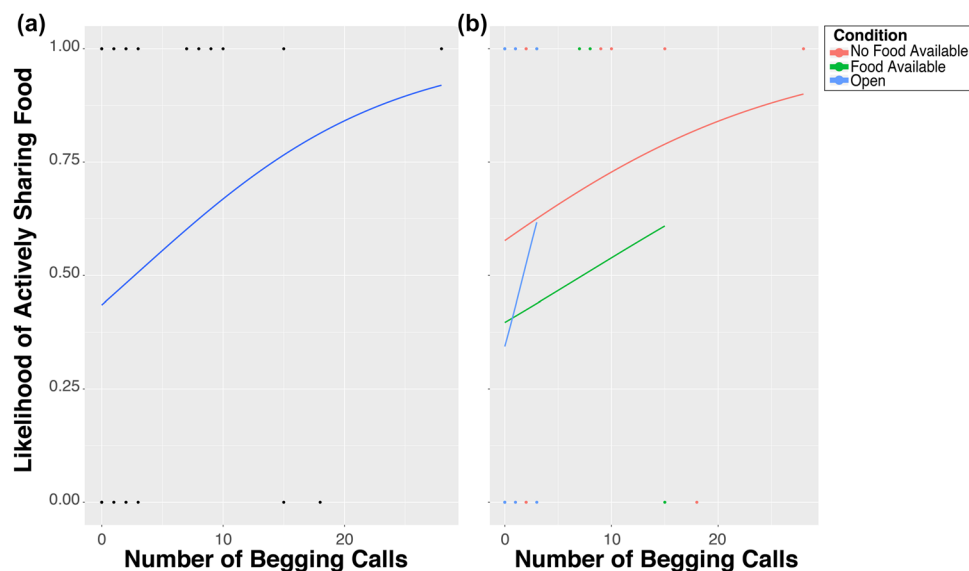 (a)
(b)
Likelihood of Actively Sharing Food
1.00
0.75
0.50
0.25
0.00
0
10
20
Number of Begging Calls
0
10
20
Number of Begging Calls
Condition
No Food Available
Food Available
Open